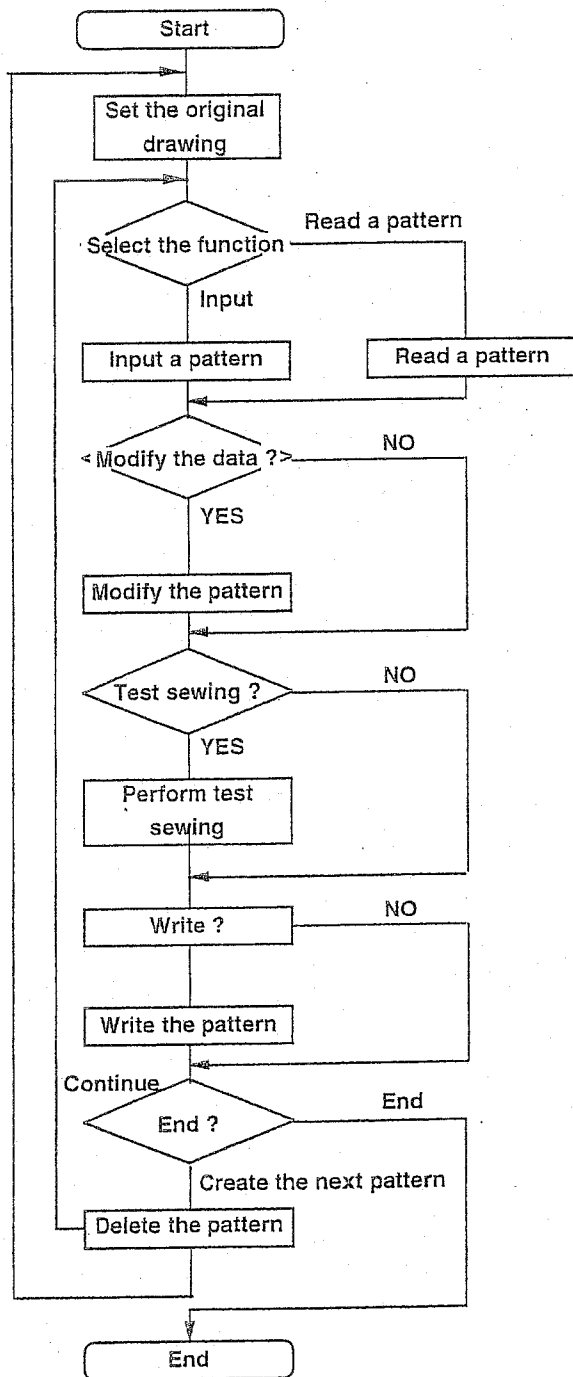 Start
Set the original
drawing
Read a pattern
Select the function
Input
Input a pattern
Read a pattern
NO
< Modify the data ?>
YES
Modify the pattern
NO
Test sewing ?
YES
Perform test
sewing
NO
Write ?
Write the pattern
Continue
End
End ?
Create the next pattern
Delete the pattern
End